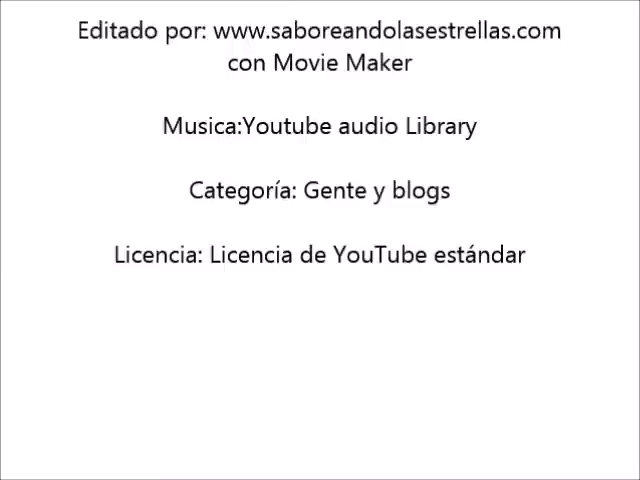 Editado por: www.saboreandolasestrellas.com
con Movie Maker
Musica:Youtube audio Library
Categoría: Gente y blogs
Licencia: Licencia de YouTube estándar